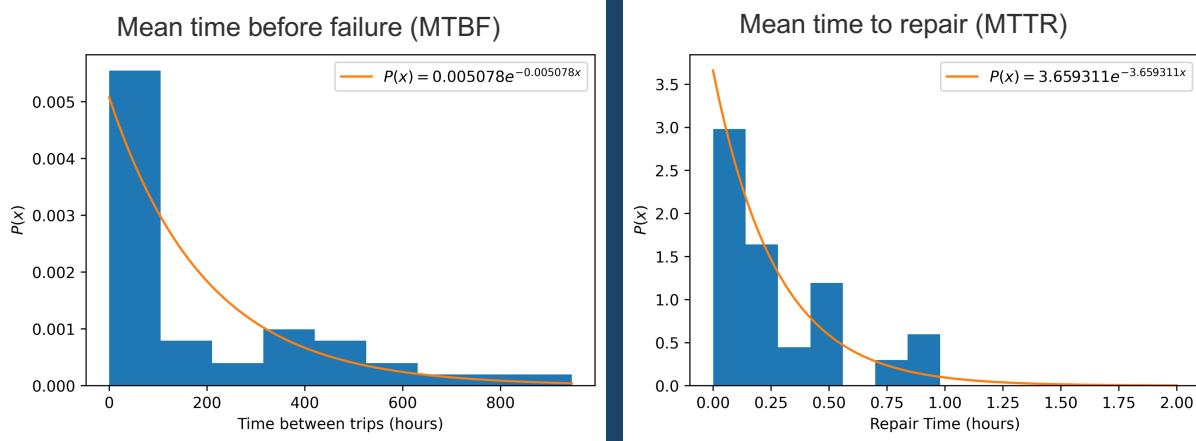 Mean time before failure (MTBF)
P(x) = 0.005078e^{-0.005078x}
0.005
0.004
0.003
0.002
0.001
0.000
P(x)
0 200 400 600 800
Time between trips (hours)
Mean time to repair (MTTR)
P(x) = 3.659311e^{-3.659311x}
3.5
3.0
2.5
2.0
1.5
1.0
0.5
0.0
P(x)
0.00 0.25 0.50 0.75 1.00 1.25 1.50 1.75 2.00
Repair Time (hours)